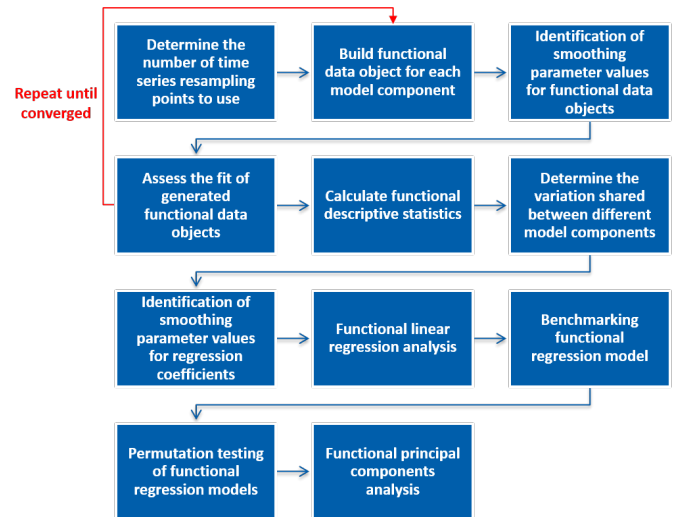 Determine the
number of time
series resampling
points to use
Build functional
data object for each
model component
Identification of
smoothing
parameter values
for functional data
objects
Repeat until
converged
Assess the fit of
generated
functional data
objects
Calculate functional
descriptive statistics
Determine the
variation shared
between different
model components
Identification of
smoothing
parameter values
for regression
coefficients
Functional linear
regression analysis
Benchmarking
functional
regression model
Permutation testing
of functional
regression models
Functional principal
components
analysis